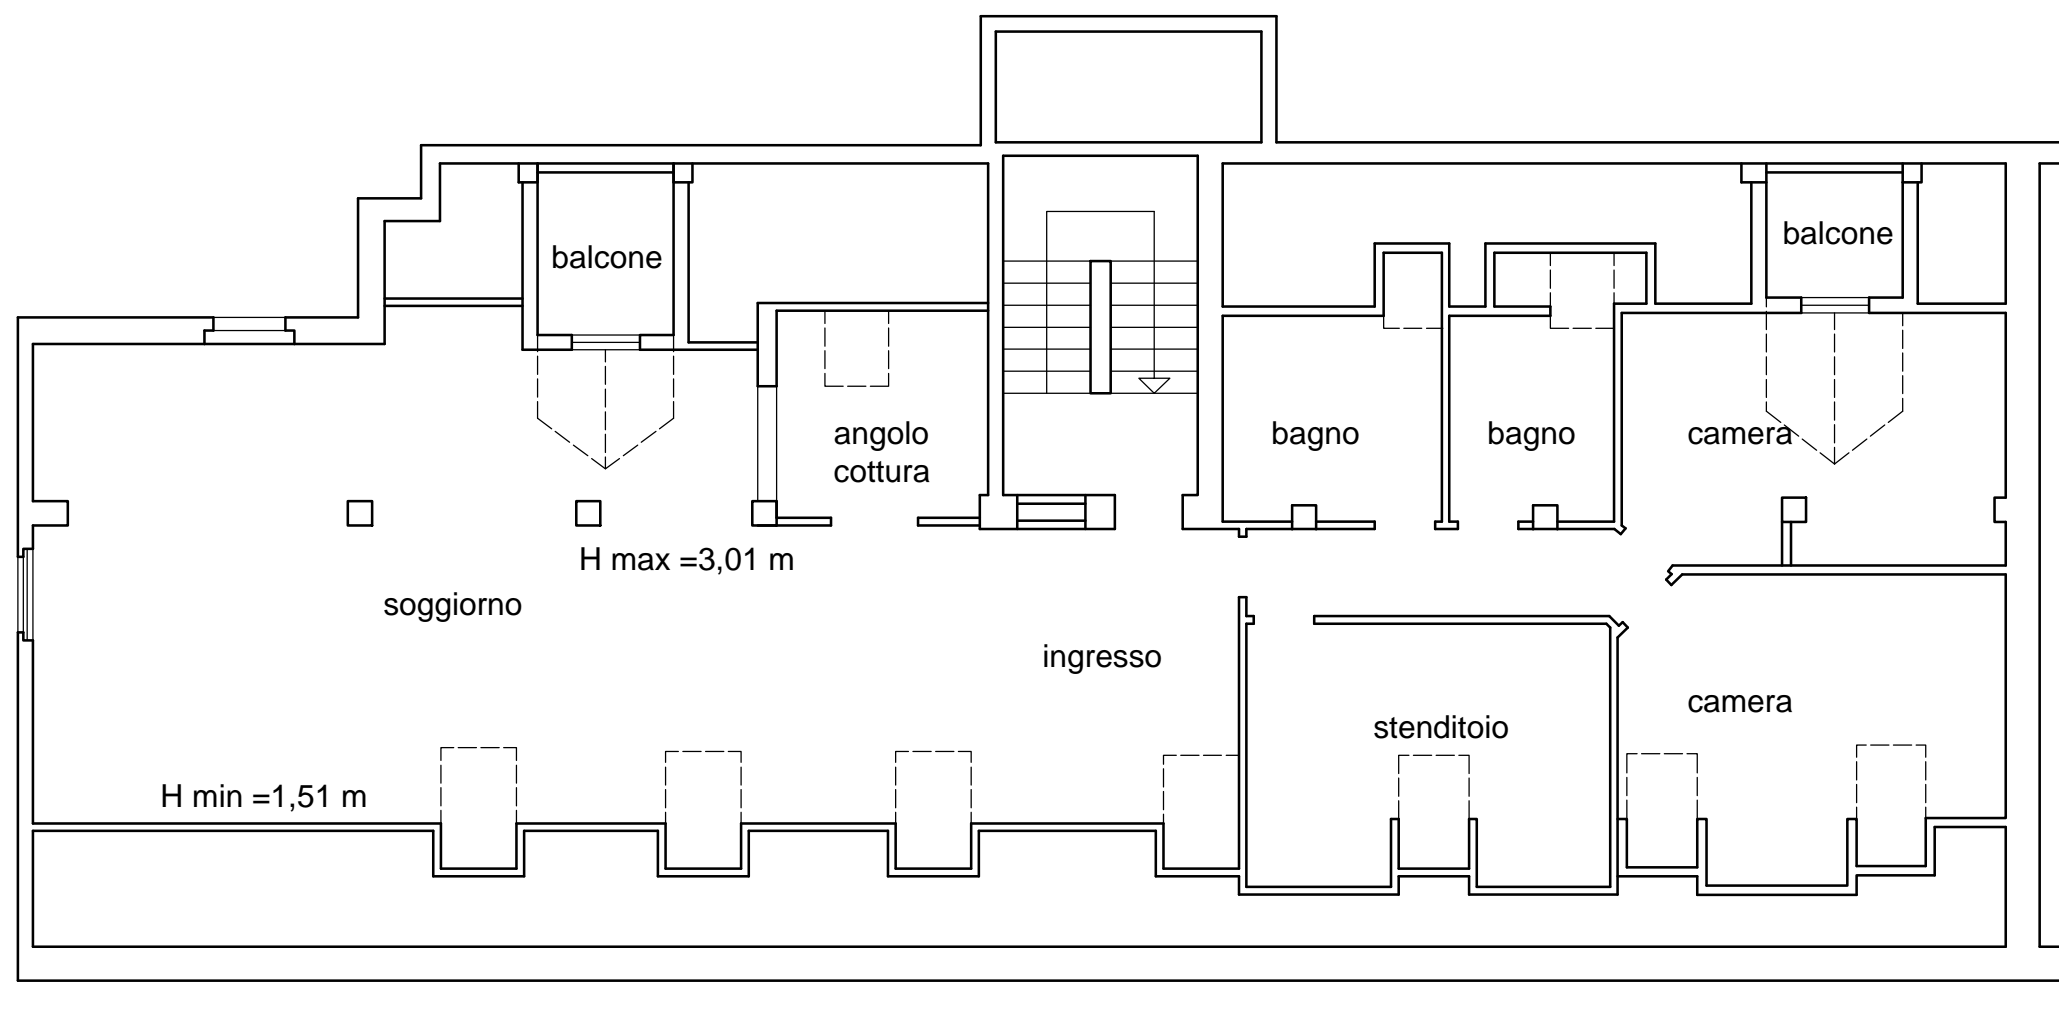 balcone
balcone
angolo
cottura
bagno
bagno
camera
H max =3,01 m
soggiorno
ingresso
camera
stenditoio
H min =1,51 m